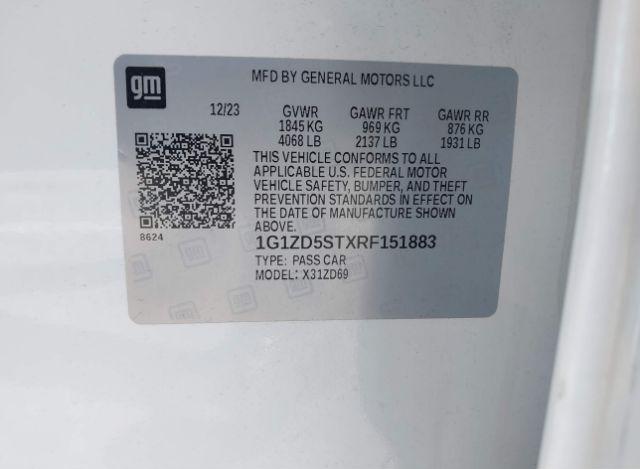 gm
MFD BY GENERAL MOTORS LLC
12/23 GVWR GAWR FRT GAWR RR
1845 KG 969 KG 876 KG
4068 LB 2137 LB 1931 LB
THIS VEHICLE CONFORMS TO ALL
APPLICABLE U.S. FEDERAL MOTOR
VEHICLE SAFETY, BUMPER, AND THEFT
PREVENTION STANDARDS IN EFFECT ON
THE DATE OF MANUFACTURE SHOWN
ABOVE.
8624
1G1ZD5STXRF151883
TYPE: PASS CAR
MODEL: X31ZD69